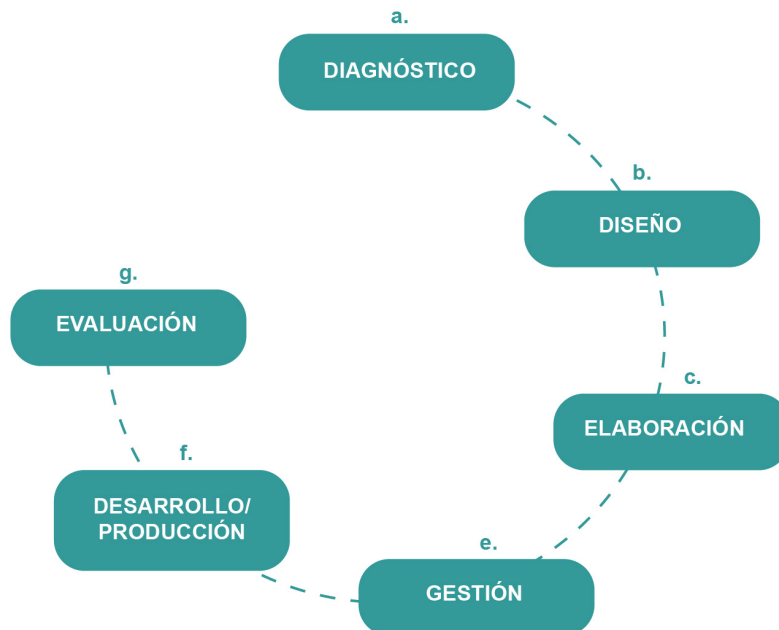 a.
DIAGNÓSTICO
b.
DISEÑO
c.
ELABORACIÓN
e.
GESTIÓN
f.
DESARROLLO/
PRODUCCIÓN
g.
EVALUACIÓN